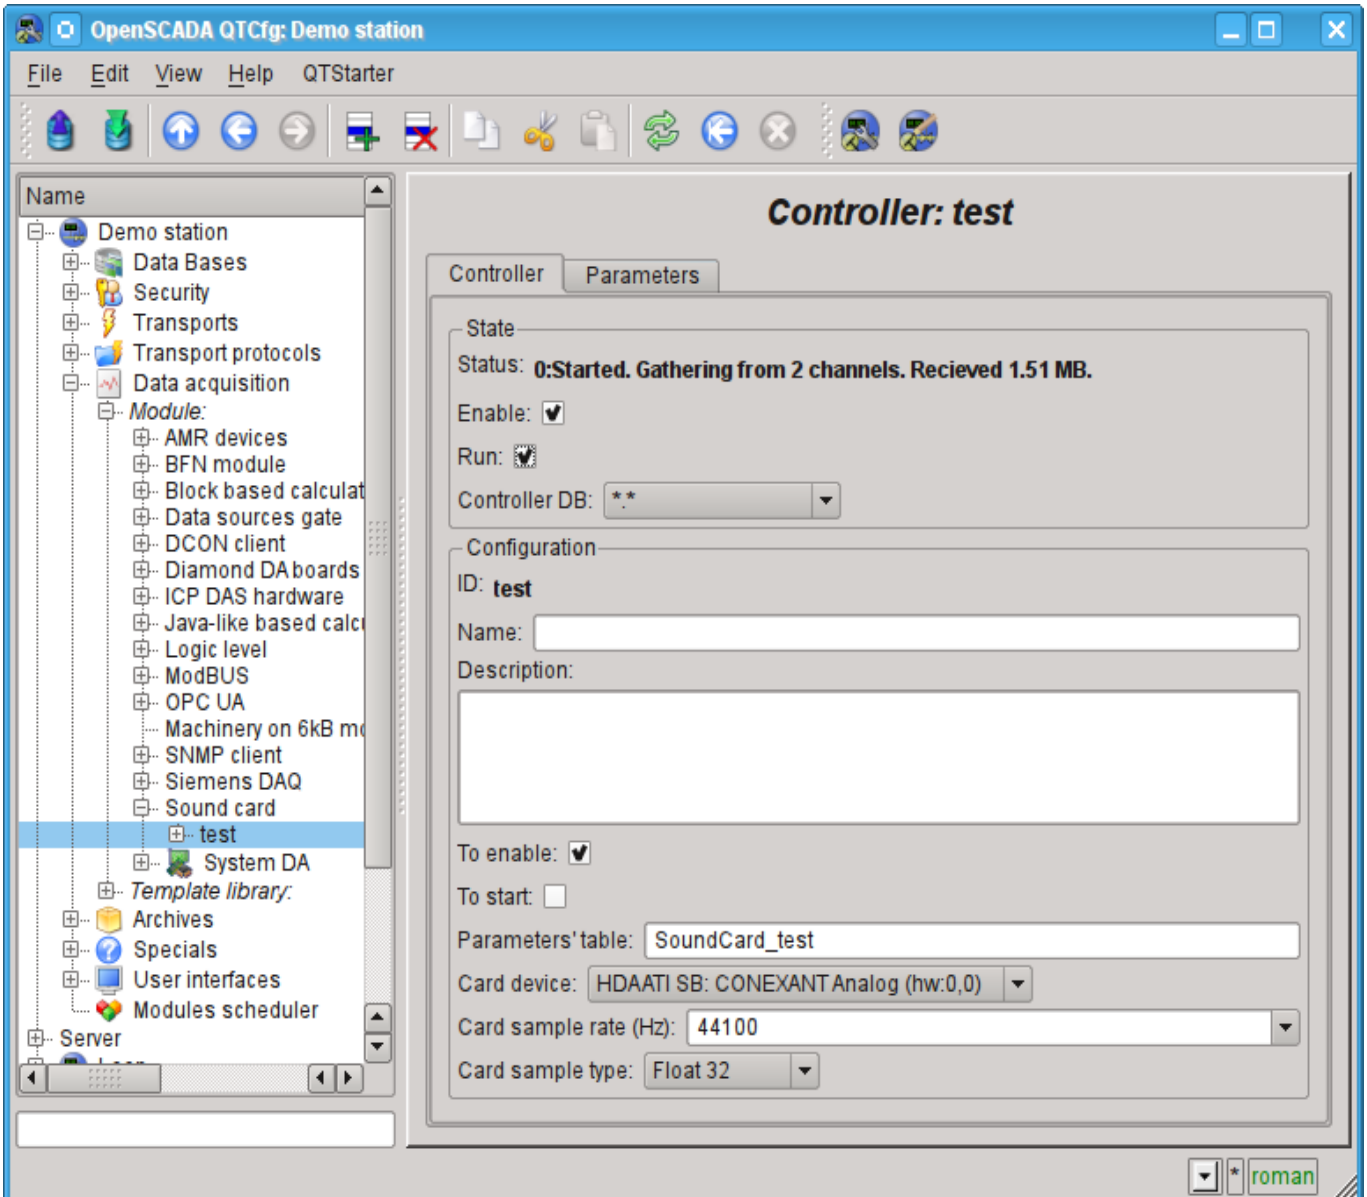 OpenSCADA QTCfg: Demo station
File Edit View Help QTStarter
Name
Demo station
Data Bases
Security
Transports
Transport protocols
Data acquisition
Module:
AMR devices
BFN module
Block based calculat
Data sources gate
DCON client
Diamond DA boards
ICP DAS hardware
Java-like based calcu
Logic level
ModBUS
OPC UA
Machinery on 6kB mo
SNMP client
Siemens DAQ
Sound card
test
System DA
Template library:
Archives
Specials
User interfaces
Modules scheduler
Server
Controller: test
Controller Parameters
State
Status: 0:Started. Gathering from 2 channels. Recieved 1.51 MB.
Enable:
Run:
Controller DB: *.*
Configuration
ID: test
Name:
Description:
To enable:
To start:
Parameters' table: SoundCard_test
Card device: HDAATI SB: CONEXANT Analog (hw:0,0)
Card sample rate (Hz): 44100
Card sample type: Float 32
* roman